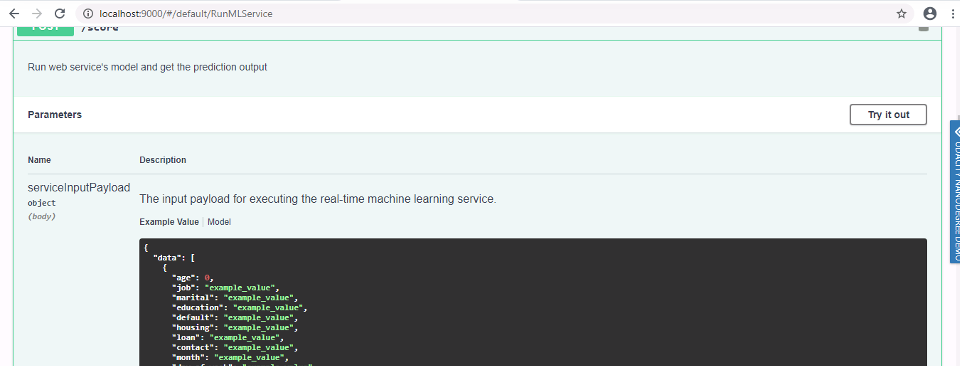 localhost:9000/#/default/RunMLService
POST /score
Run web service's model and get the prediction output
Parameters
Try it out
Name Description
serviceInputPayload
object
(body)
The input payload for executing the real-time machine learning service.
Example Value | Model
{
"data": [
{
"age": 0,
"job": "example_value",
"marital": "example_value",
"education": "example_value",
"default": "example_value",
"housing": "example_value",
"loan": "example_value",
"contact": "example_value",
"month": "example_value",